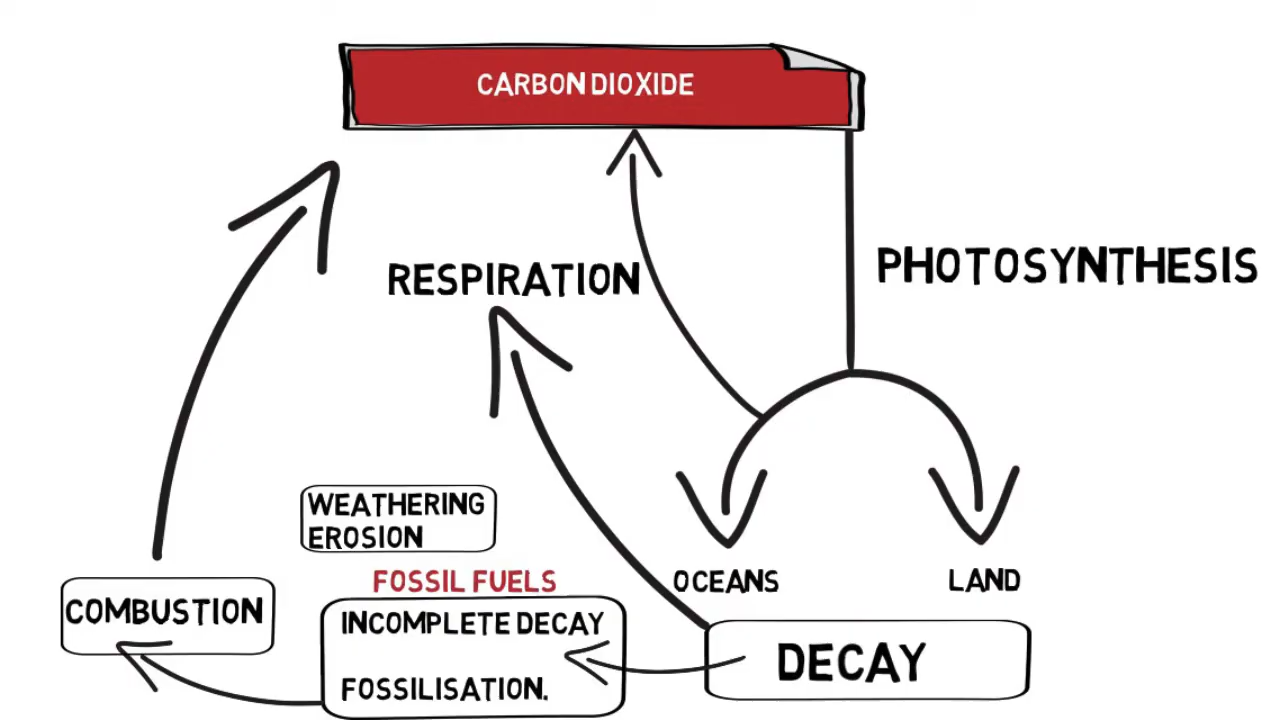 CARBON DIOXIDE
PHOTOSYNTHESIS
RESPIRATION
WEATHERING
EROSION
FOSSIL FUELS
OCEANS
LAND
COMBUSTION
INCOMPLETE DECAY
FOSSILISATION.
DECAY